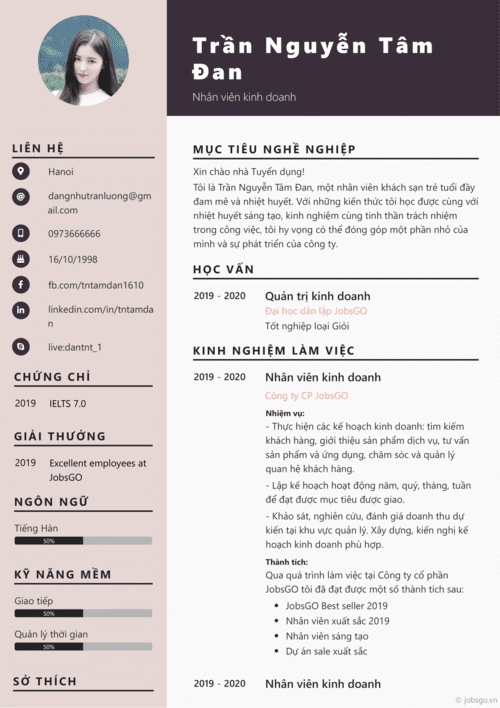 Trần Nguyễn Tâm
Đan
Nhân viên kinh doanh
LIÊN HỆ
Hanoi
dangnhutranluong@gm
ail.com
0973666666
16/10/1998
fb.com/tntamdan1610
linkedin.com/in/tntamda
n
live:dantnt_1
CHỨNG CHỈ
2019 IELTS 7.0
GIẢI THƯỞNG
2019 Excellent employees at
JobsGO
NGÔN NGỮ
Tiếng Hàn
50%
KỸ NĂNG MỀM
Giao tiếp
50%
Quản lý thời gian
50%
SỞ THÍCH
MỤC TIÊU NGHỀ NGHIỆP
Xin chào nhà Tuyển dụng!
Tôi là Trần Nguyễn Tâm Đan, một nhân viên khách sạn trẻ tuổi đầy
đam mê và nhiệt huyết. Với những kiến thức tôi học được cùng với
nhiệt huyết sáng tạo, kinh nghiệm cùng tinh thần trách nhiệm
trong công việc, tôi hy vọng có thể đóng góp một phần nhỏ của
mình và sự phát triển của công ty.
HỌC VẤN
2019 - 2020 Quản trị kinh doanh
Đại học dân lập JobsGO
Tốt nghiệp loại Giỏi
KINH NGHIỆM LÀM VIỆC
2019 - 2020 Nhân viên kinh doanh
Công ty CP JobsGO
Nhiệm vụ:
- Thực hiện các kế hoạch kinh doanh: tìm kiếm
khách hàng, giới thiệu sản phẩm dịch vụ, tư vấn
sản phẩm và ứng dụng, chăm sóc và quản lý
quan hệ khách hàng.
- Lập kế hoạch hoạt động năm, quý, tháng, tuần
để đạt được mục tiêu được giao.
- Khảo sát, nghiên cứu, đánh giá doanh thu dự
kiến tại khu vực quản lý. Xây dựng, kiến nghị kế
hoạch kinh doanh phù hợp.
Thành tích:
Qua quá trình làm việc tại Công ty cổ phần
JobsGO tôi đã đạt được một số thành tích sau:
• JobsGO Best seller 2019
• Nhân viên xuất sắc 2019
• Nhân viên sáng tạo
• Dự án sale xuất sắc
2019 - 2020 Nhân viên kinh doanh
© jobsgo.vn